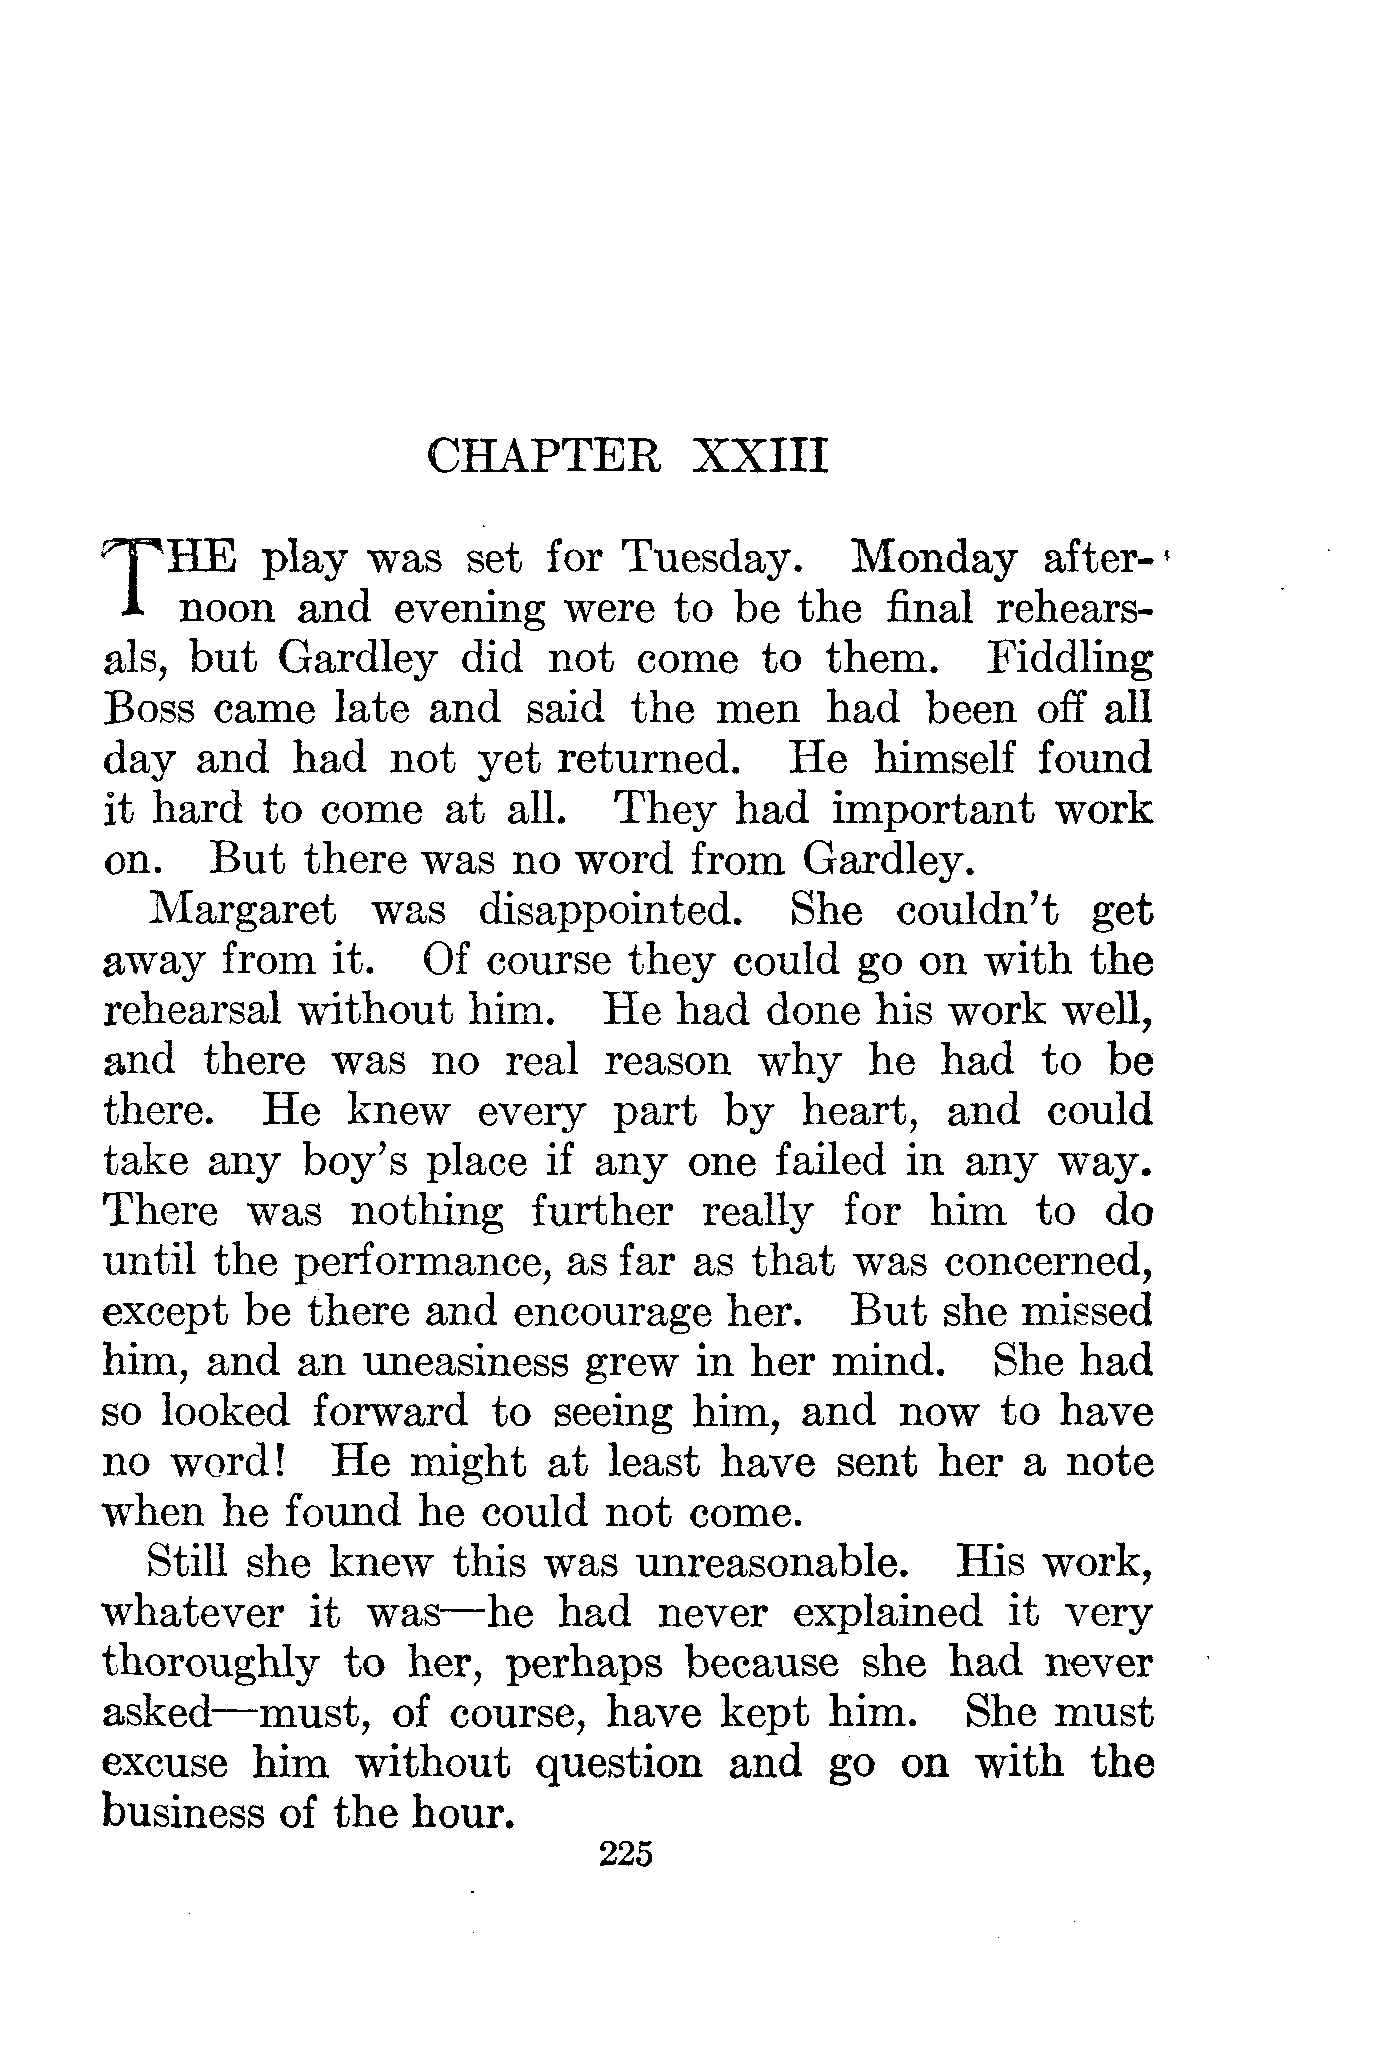 CHAPTER XXIII
THE play was set for Tuesday. Monday after-
noon and evening were to be the final rehears-
als, but Gardley did not come to them. Fiddling
Boss came late and said the men had been off all
day and had not yet returned. He himself found
it hard to come at all. They had important work
on. But there was no word from Gardley.
Margaret was disappointed. She couldn't get
away from it. Of course they could go on with the
rehearsal without him. He had done his work well,
and there was no real reason why he had to be
there. He knew every part by heart, and could
take any boy's place if any one failed in any way.
There was nothing further really for him to do
until the performance, as far as that was concerned,
except be there and encourage her. But she missed
him, and an uneasiness grew in her mind. She had
so looked forward to seeing him, and now to have
no word! He might at least have sent her a note
when he found he could not come.
Still she knew this was unreasonable. His work,
whatever it was—he had never explained it very
thoroughly to her, perhaps because she had never
asked—must, of course, have kept him. She must
excuse him without question and go on with the
business of the hour.
225